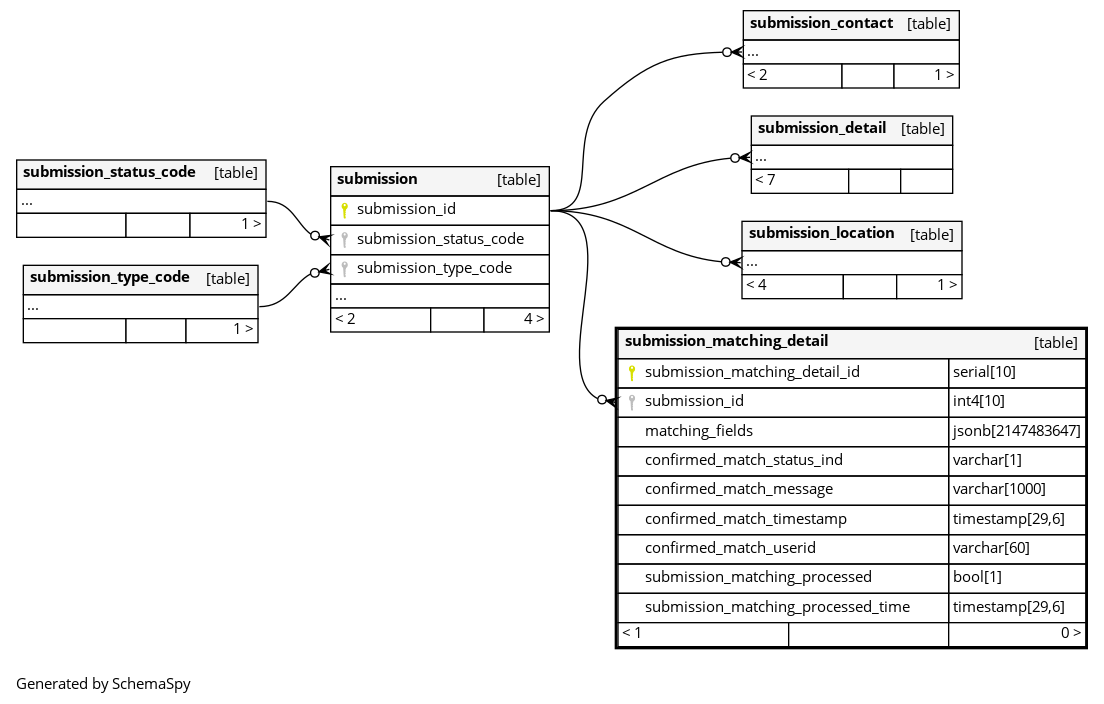 submission_contact [table]
...
< 2 1 >
submission_detail [table]
...
< 7
submission_status_code [table]
...
1 >
submission_type_code [table]
...
1 >
submission [table]
submission_id
submission_status_code
submission_type_code
...
< 2 4 >
submission_location [table]
...
< 4 1 >
submission_matching_detail [table]
submission_matching_detail_id serial[10]
submission_id int4[10]
matching_fields jsonb[2147483647]
confirmed_match_status_ind varchar[1]
confirmed_match_message varchar[1000]
confirmed_match_timestamp timestamp[29,6]
confirmed_match_userid varchar[60]
submission_matching_processed bool[1]
submission_matching_processed_time timestamp[29,6]
< 1 0 >
Generated by SchemaSpy